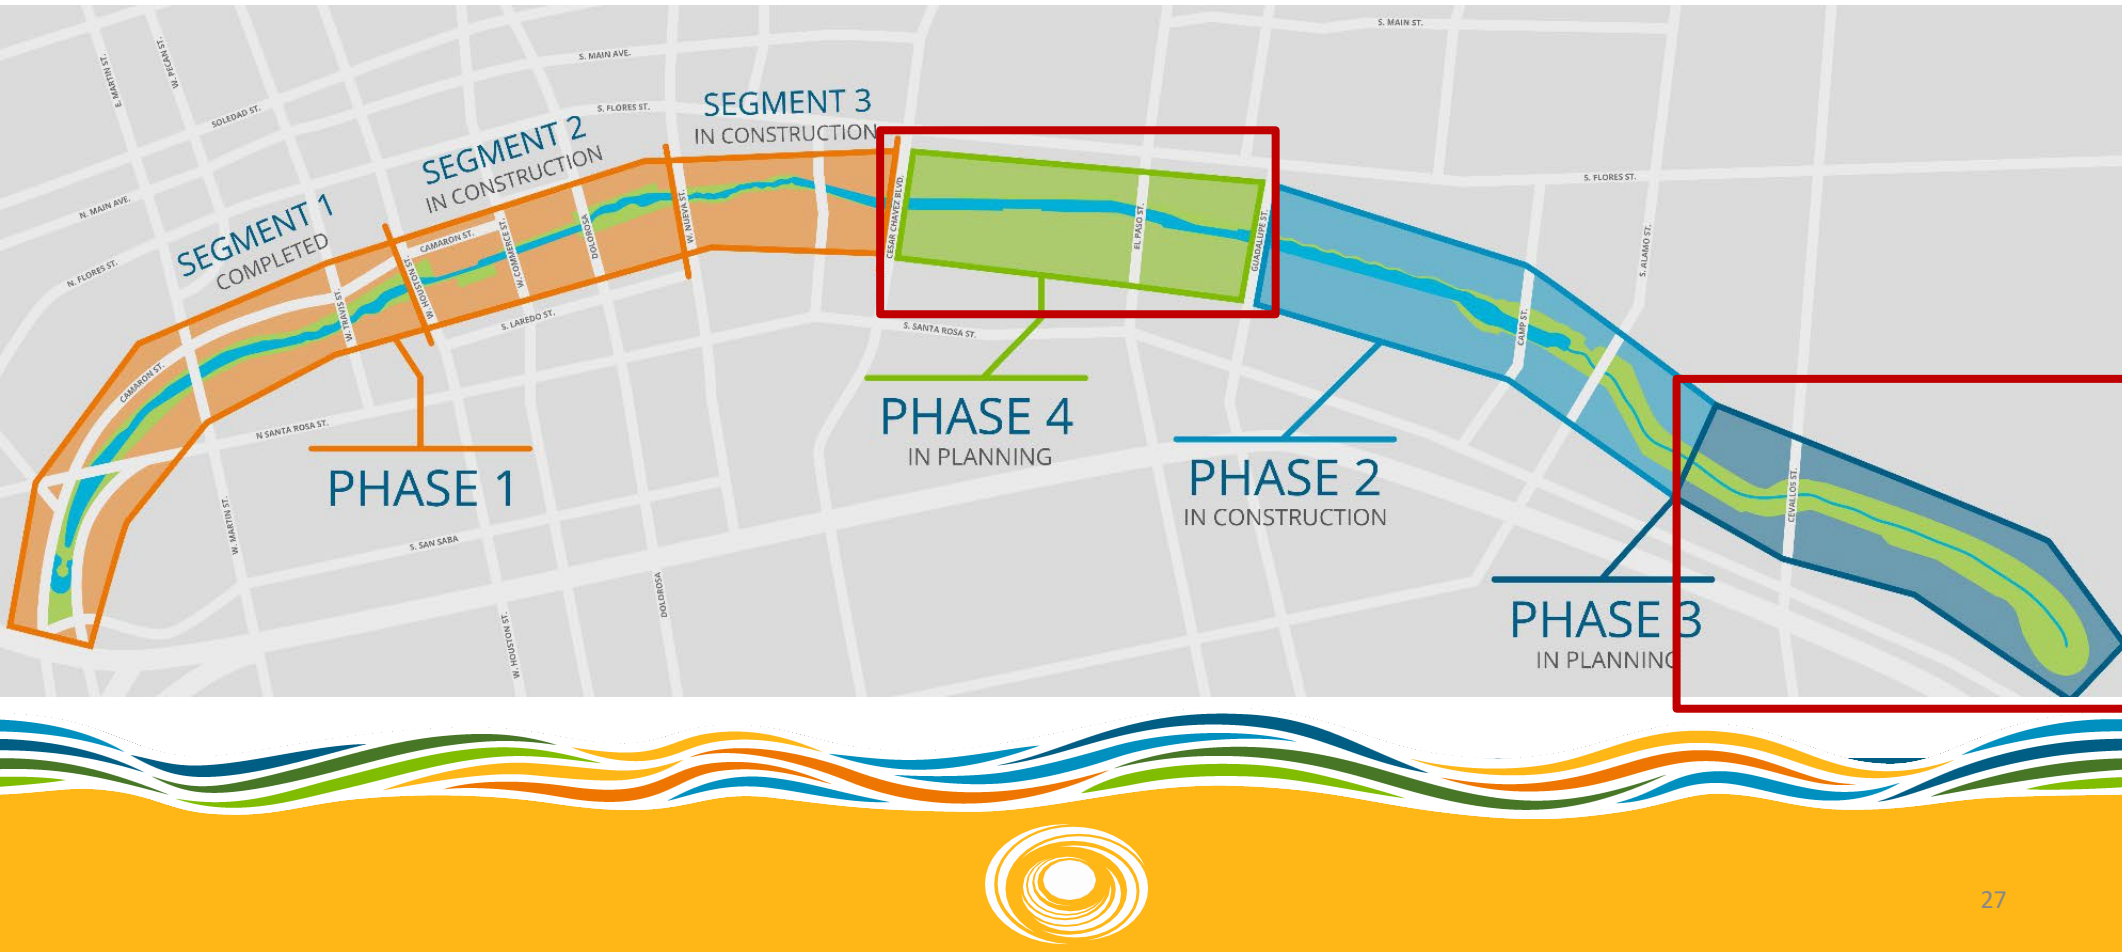 S. MAIN ST.
E. MARTIN ST.
W. PECAN ST.
S. MAIN AVE.
SOLEDAD ST.
S. FLORES ST.
SEGMENT 3
IN CONSTRUCTION
SEGMENT 2
IN CONSTRUCTION
SEGMENT 1
COMPLETED
N. MAIN AVE.
N. FLORES ST.
CAMARON ST.
W. COMMERCE ST.
DOLOROSA
W. NUEVA ST.
CESAR CHAVEZ BLVD.
EL PASO ST.
GUADALUPE ST.
S. FLORES ST.
S. ALAMO ST.
W. TRAVIS ST.
W. HOUSTON ST.
S. LAREDO ST.
S. SANTA ROSA ST.
CAMP ST.
CAMARON ST.
N SANTA ROSA ST.
PHASE 4
IN PLANNING
PHASE 1
PHASE 2
IN CONSTRUCTION
CEVALLOS ST.
W. MARTIN ST.
S. SAN SABA
DOLOROSA
W. HOUSTON ST.
PHASE 3
IN PLANNING
27